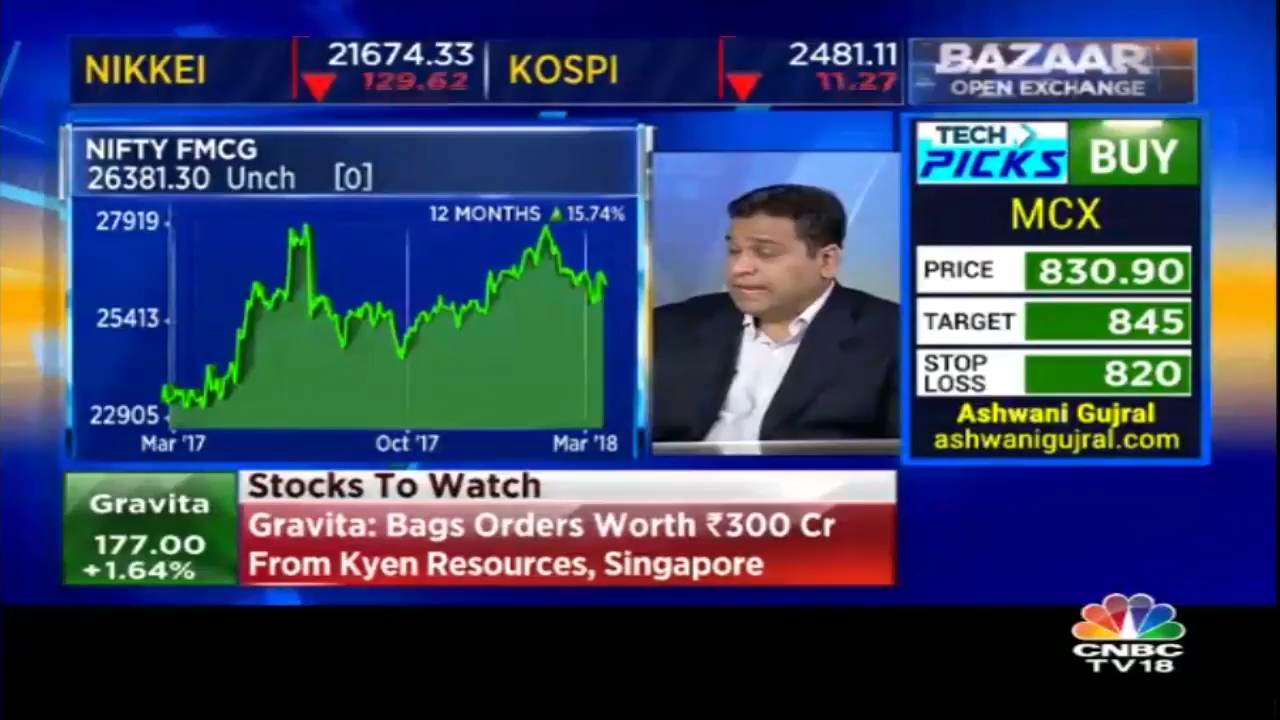 NIKKEI 21674.33 129.62 KOSPI 2481.11 11.27
BAZAAR
OPEN EXCHANGE
NIFTY FMCG
26381.30 Unch [0]
12 MONTHS ▲15.74%
27919
25413
22905
Mar '17 Oct '17 Mar '18
TECH
PICKS
BUY
MCX
PRICE 830.90
TARGET 845
STOP LOSS 820
Ashwani Gujral
ashwanigujral.com
Gravita
177.00
+1.64%
Stocks To Watch
Gravita: Bags Orders Worth ₹300 Cr
From Kyen Resources, Singapore
CNBC
TV18